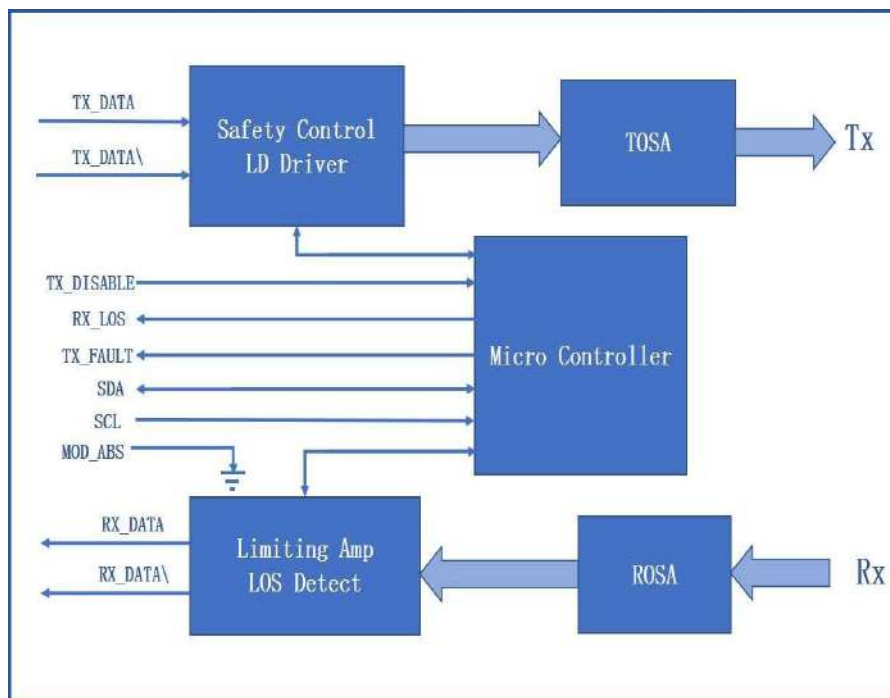 TX_DATA
TX_DATA\
Safety Control
LD Driver
TOSA
Tx
TX_DISABLE
RX_LOS
TX_FAULT
SDA
SCL
MOD_ABS
Micro Controller
RX_DATA
RX_DATA\
Limiting Amp
LOS Detect
ROSA
Rx